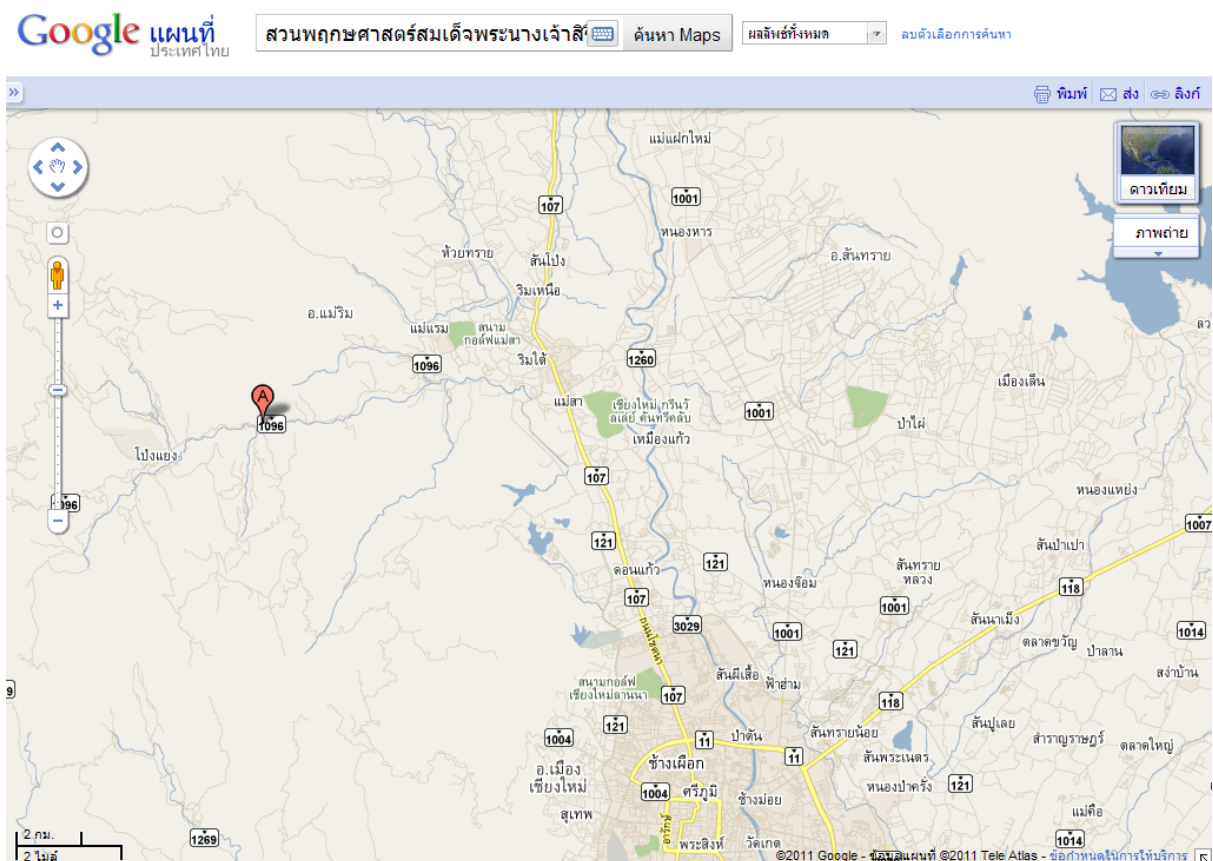 Google แผนที่
ประเทศไทย
สวนพฤกษศาสตร์สมเด็จพระนางเจ้าสิริ
ค้นหา Maps
ผลลัพธ์ทั้งหมด
ลบตัวเลือกการค้นหา
»
พิมพ์
ส่ง
ลิงก์
ดาวเทียม
ภาพถ่าย
แม่แฝกใหม่
1001
107
หนองหาร
ห้วยทราย
สันโป่ง
อ.สันทราย
ริมเหนือ
อ.แม่ริม
แม่แรม
สนาม
กอล์ฟแม่สา
1096
ริมใต้
1260
เมืองเล็น
A
1096
แม่สา
เชียงใหม่ กรีนวั
ลเลย์ คันทรีคลับ
1001
ป่าไผ่
เหมืองแก้ว
โป่งแยง
107
หนองแหย่ง
1007
121
สันป่าเปา
ดอนแก้ว
121
หนองจ๊อม
สันทราย
หลวง
118
107
1001
ถนนโชตนา
3029
1001
สันนาเม็ง
1014
121
ตลาดขวัญ
ป่าลาน
สง่าบ้าน
สันผีเสื้อ
ฟ้าฮ่าม
สนามกอล์ฟ
เชียงใหม่ลานนา
107
118
121
สันปูเลย
1004
11
ป่าตัน
สันทรายน้อย
สำราญราษฎร์
ตลาดใหญ่
11
ช้างเผือก
สันพระเนตร
อ.เมือง
เชียงใหม่
1004
ศรีภูมิ
ช้างม่อย
หนองป่าครั่ง
121
สุเทพ
แม่คือ
1269
1014
อารักษ์
พระสิงห์
วัดเกต
2 กม.
2 ไมล์
©2011 Google - ข้อมูลแผนที่ ©2011 Tele Atlas - ข้อกำหนดในการให้บริการ